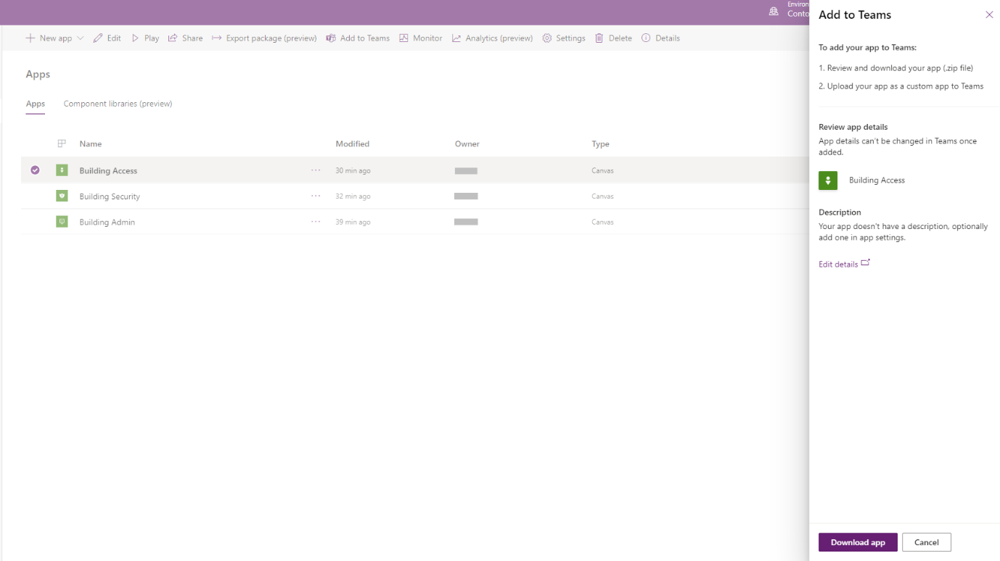 Environ
Conto
New app
Edit
Play
Share
Export package (preview)
Add to Teams
Monitor
Analytics (preview)
Settings
Delete
Details
Apps
Apps
Component libraries (preview)
Name
Modified
Owner
Type
Building Access
30 min ago
Canvas
Building Security
32 min ago
Canvas
Building Admin
39 min ago
Canvas
Add to Teams
To add your app to Teams:
1. Review and download your app (.zip file)
2. Upload your app as a custom app to Teams
Review app details
App details can't be changed in Teams once
added.
Building Access
Description
Your app doesn't have a description, optionally
add one in app settings.
Edit details
Download app
Cancel